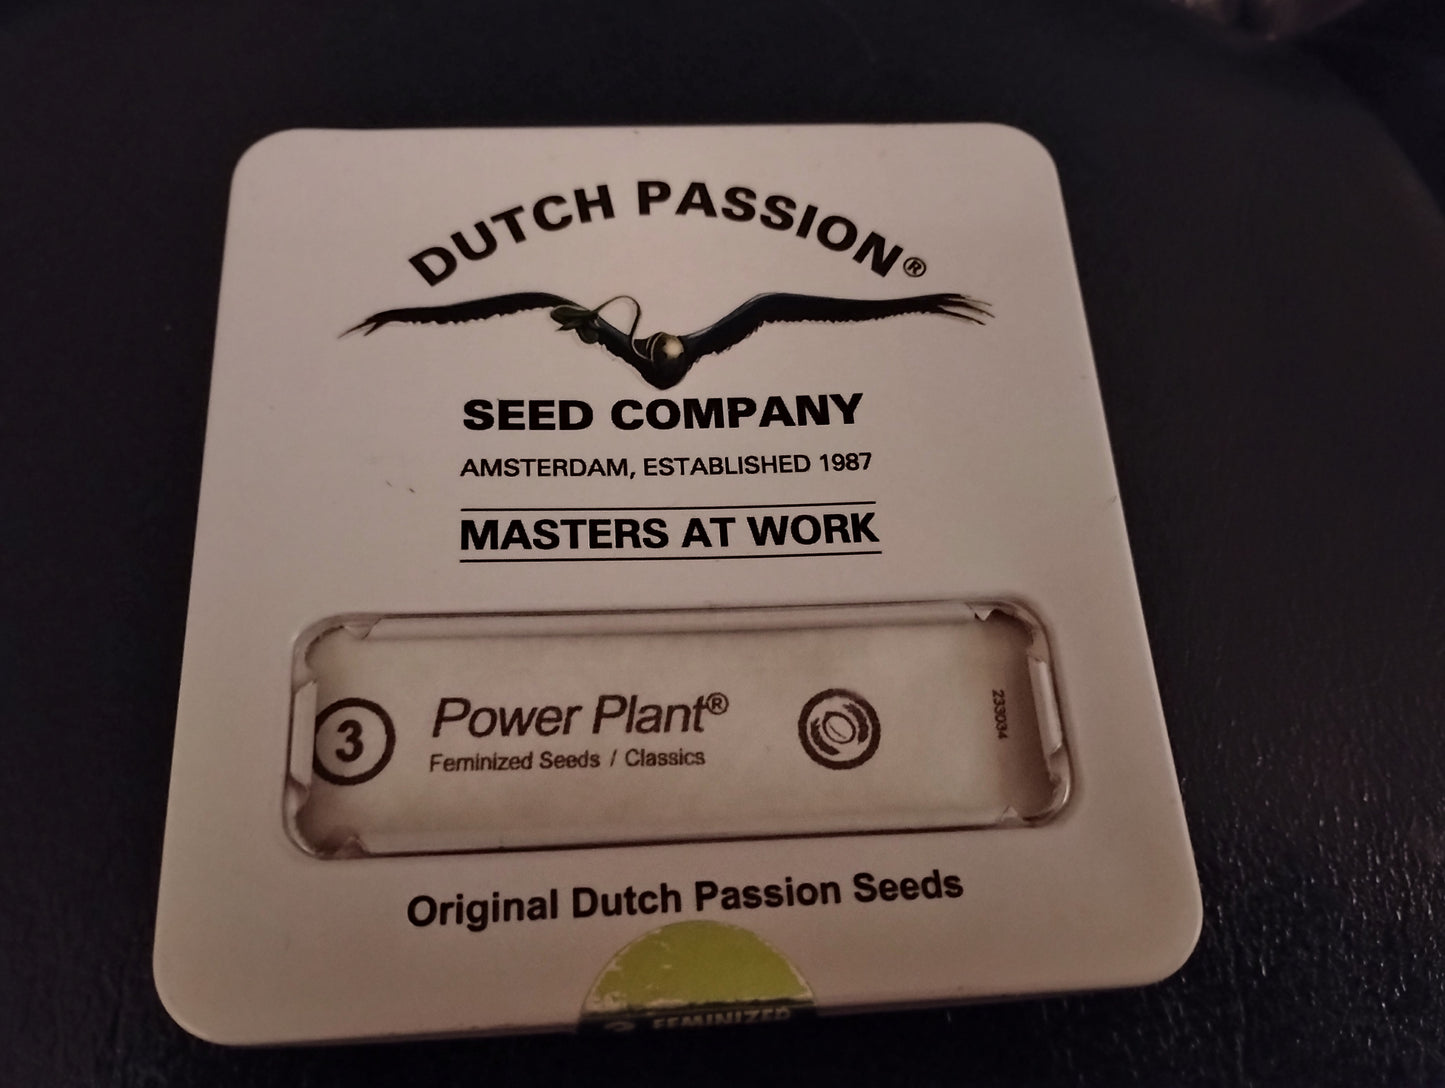 DUTCH PASSION®
SEED COMPANY
AMSTERDAM, ESTABLISHED 1987
MASTERS AT WORK
3
Power Plant®
Feminized Seeds / Classics
233034
Original Dutch Passion Seeds
FEMINIZED